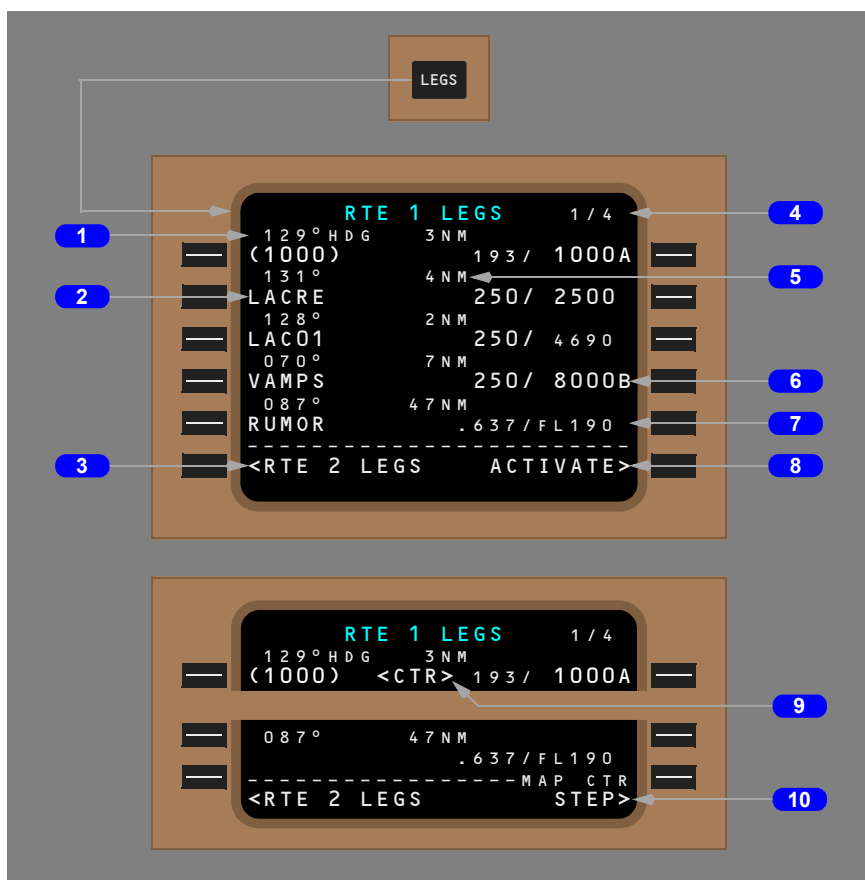 LEGS
RTE 1 LEGS 1/4 4
1 129°HDG 3NM
(1000) 193/ 1000A
131° 4NM 5
2 LACRE 250/ 2500
128° 2NM
LAC01 250/ 4690
070° 7NM
VAMPS 250/ 8000B 6
087° 47NM
RUMOR .637/FL190 7
--------------------------
3 <RTE 2 LEGS ACTIVATE> 8
RTE 1 LEGS 1/4
129°HDG 3NM
(1000) <CTR> 193/ 1000A
9
087° 47NM
.637/FL190
------------------MAP CTR
<RTE 2 LEGS STEP> 10